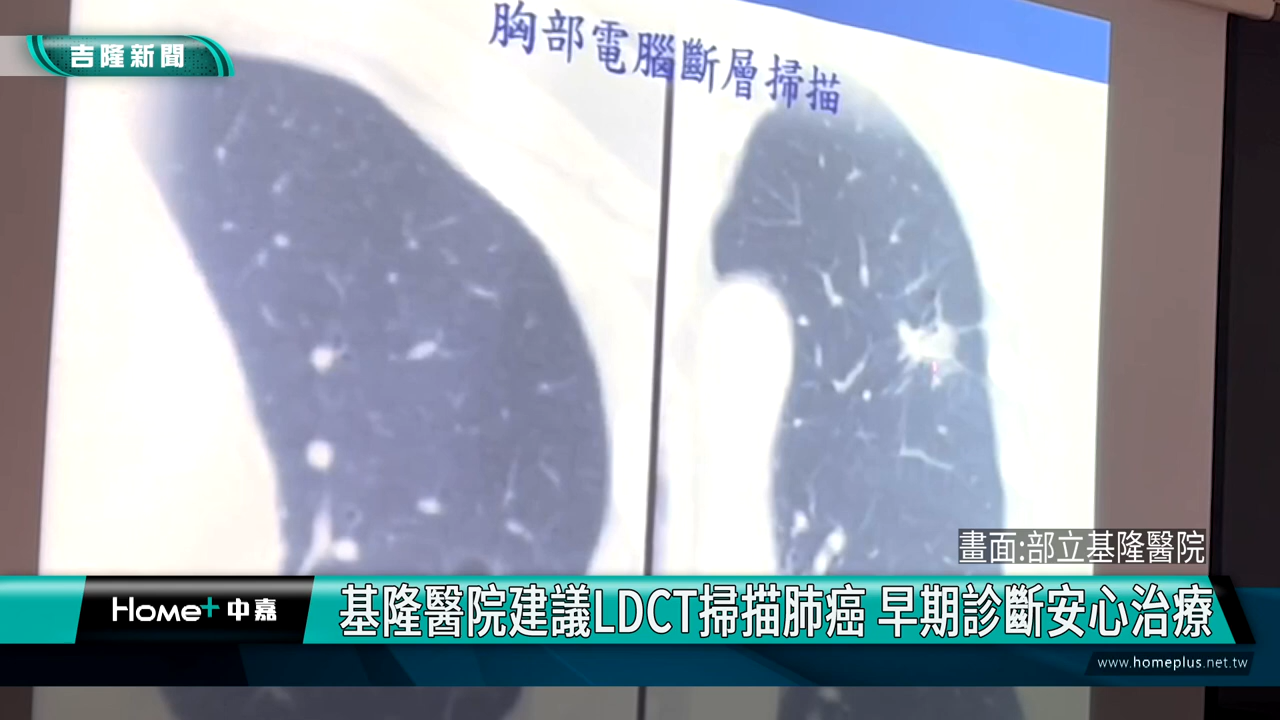 胸部電腦斷層掃描
吉隆新聞
畫面:部立基隆醫院
Home+中嘉
基隆醫院建議LDCT掃描肺癌 早期診斷安心治療
www.homeplus.net.tw